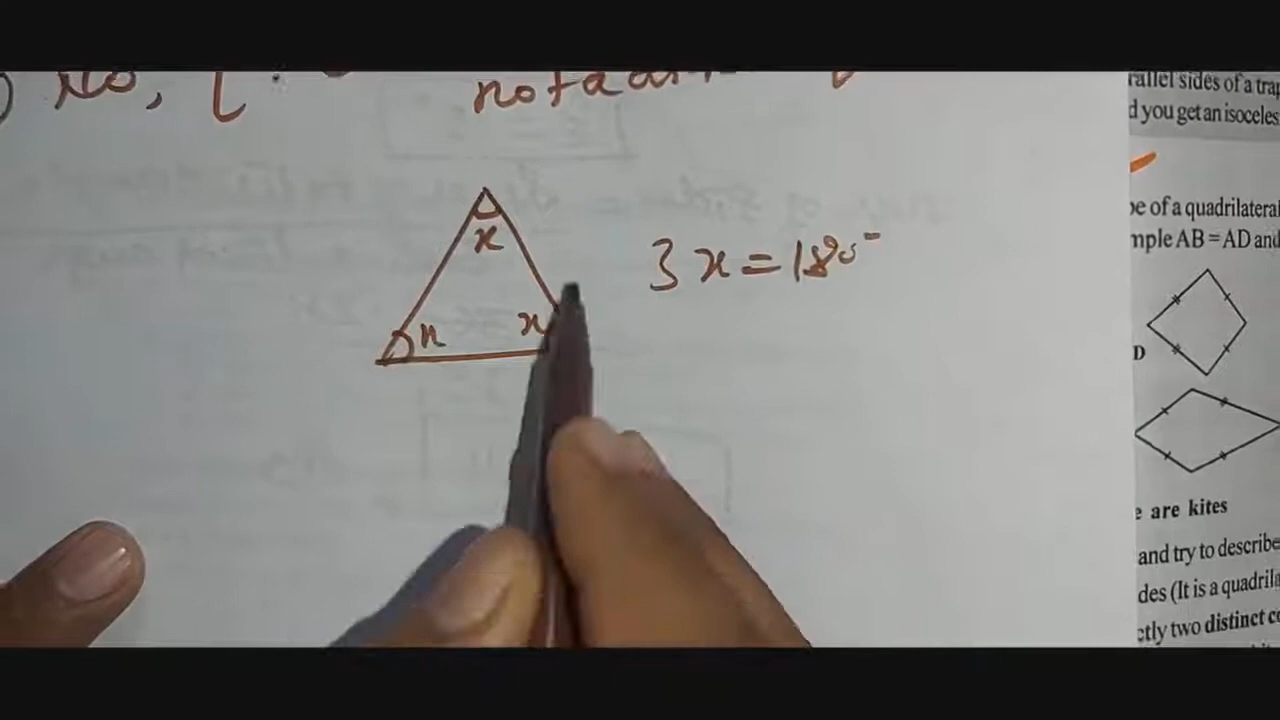 No,
x
3x = 180°
x
x
rallel sides of a trap
d you get an isoceles
pe of a quadrilateral
mple AB = AD and
D
e are kites
and try to describe
des (It is a quadrila
ctly two distinct co